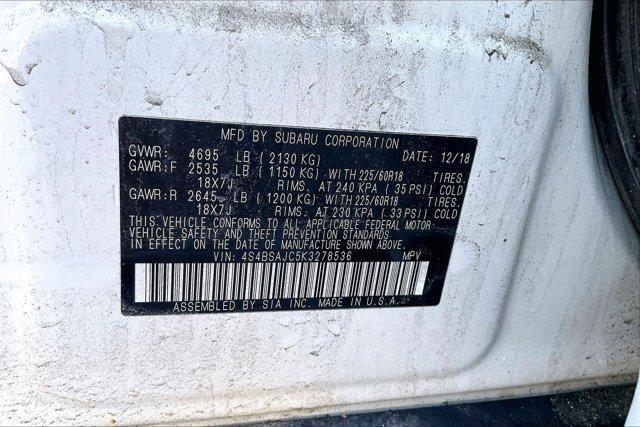 MFD BY SUBARU CORPORATION
GVWR: 4695 LB ( 2130 KG) DATE: 12/18
GAWR:F 2535 LB ( 1150 KG) WITH 225/60R18 TIRES.
18X7J RIMS. AT 240 KPA ( 35 PSI) COLD
GAWR:R 2645 LB ( 1200 KG) WITH 225/60R18 TIRES.
18X7J RIMS. AT 230 KPA ( 33 PSI) COLD
THIS VEHICLE CONFORMS TO ALL APPLICABLE FEDERAL MOTOR
VEHICLE SAFETY AND THEFT PREVENTION STANDARDS
IN EFFECT ON THE DATE OF MANUFACTURE SHOWN ABOVE.
VIN: 4S4BSAJC5K3278536 MPV
ASSEMBLED BY SIA INC. MADE IN U.S.A.